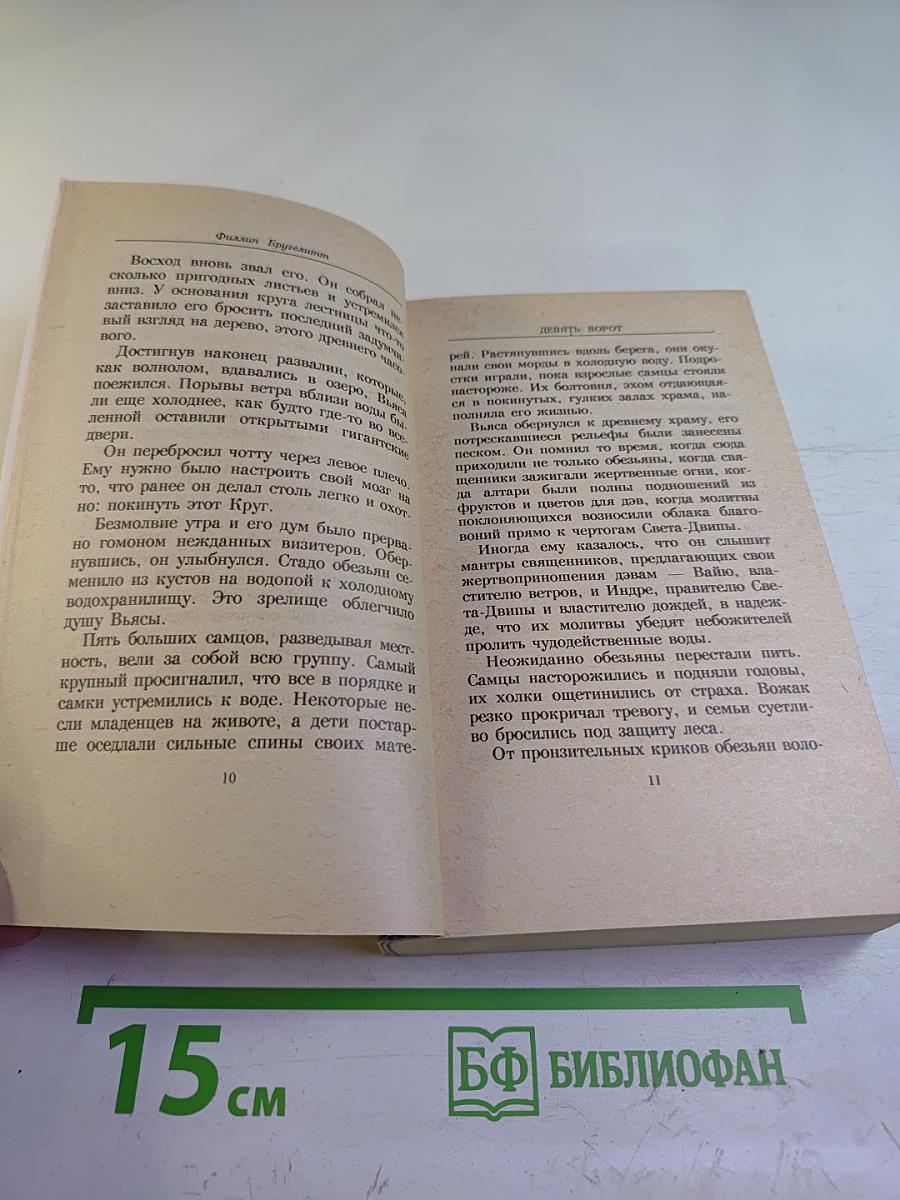 Филлип Бругелитт
Восход вновь звал его. Он собрал не-
сколько пригодных листьев и устремился
вниз. У основания круга лестницы что-то
заставило его бросить последний задумчи-
вый взгляд на дерево, этого древнего часо-
вого.
Достигнув наконец развалин, которые,
как волнолом, вдавались в озеро, Вьяса
поежился. Порывы ветра вблизи воды бы-
ли еще холоднее, как будто где-то во все-
ленной оставили открытыми гигантские
двери.
Он перебросил чотту через левое плечо.
Ему нужно было настроить свой мозг на
то, что ранее он делал столь легко и охот-
но: покинуть этот Круг.
Безмолвие утра и его дум было прерва-
но гомоном нежданных визитеров. Обер-
нувшись, он улыбнулся. Стадо обезьян се-
менило из кустов на водопой к холодному
водохранилищу. Это зрелище облегчило
душу Вьясы.
Пять больших самцов, разведывая мест-
ность, вели за собой всю группу. Самый
крупный просигналил, что все в порядке и
самки устремились к воде. Некоторые не-
сли младенцев на животе, а дети постар-
ше оседлали сильные спины своих мате-
10
ДЕВЯТЬ ВОРОТ
рей. Растянувшись вдоль берега, они оку-
нали свои морды в холодную воду. Подро-
стки играли, пока взрослые самцы стояли
настороже. Их болтовня, эхом отдающая-
ся в покинутых, гулких залах храма, на-
полняла его жизнью.
Вьяса обернулся к древнему храму, его
потрескавшиеся рельефы были занесены
песком. Он помнил то время, когда сюда
приходили не только обезьяны, когда свя-
щенники зажигали жертвенные огни, ког-
да алтари были полны подношений из
фруктов и цветов для дэв, когда молитвы
поклоняющихся возносили облака благо-
воний прямо к чертогам Света-Двипы.
Иногда ему казалось, что он слышит
мантры священников, предлагающих свои
жертвоприношения дэвам — Вайю, вла-
стителю ветров, и Индре, правителю Све-
та-Двипы и властителю дождей, в надеж-
де, что их молитвы убедят небожителей
пролить чудодейственные воды.
Неожиданно обезьяны перестали пить.
Самцы насторожились и подняли головы,
их холки ощетинились от страха. Вожак
резко прокричал тревогу, и семьи суетли-
во бросились под защиту леса.
От пронзительных криков обезьян воло-
11
15 см
БФ БИБЛИОФАН